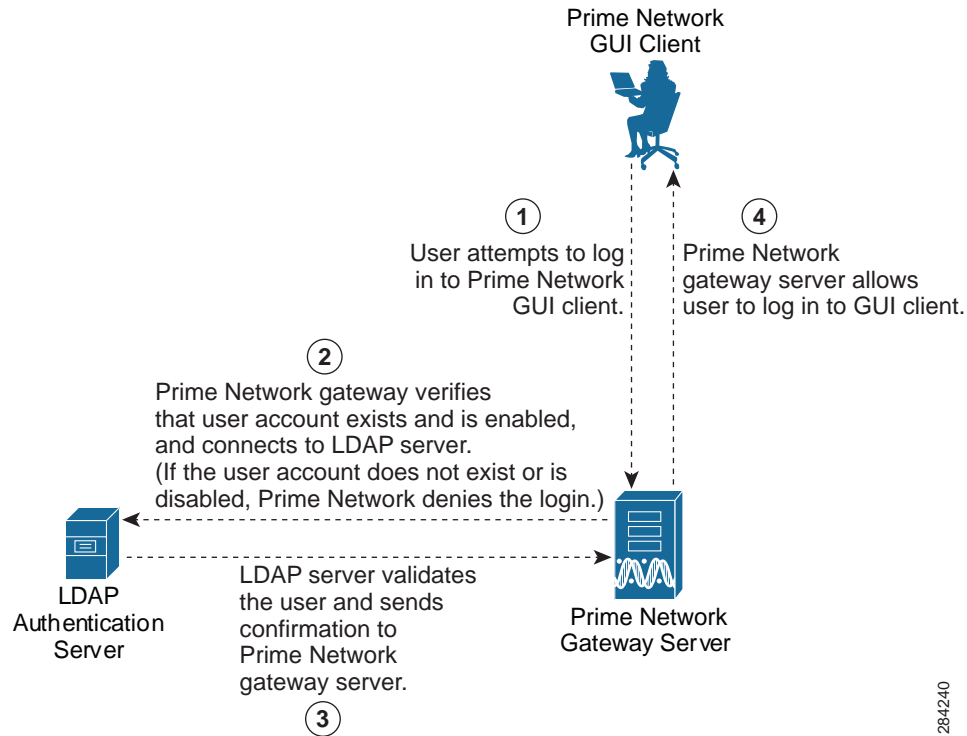 Prime Network
GUI Client
1
User attempts to log
in to Prime Network
GUI client.
4
Prime Network
gateway server allows
user to log in to GUI client.
2
Prime Network gateway verifies
that user account exists and is enabled,
and connects to LDAP server.
(If the user account does not exist or is
disabled, Prime Network denies the login.)
LDAP
Authentication
Server
LDAP server validates
the user and sends
confirmation to
Prime Network
gateway server.
3
Prime Network
Gateway Server
284240